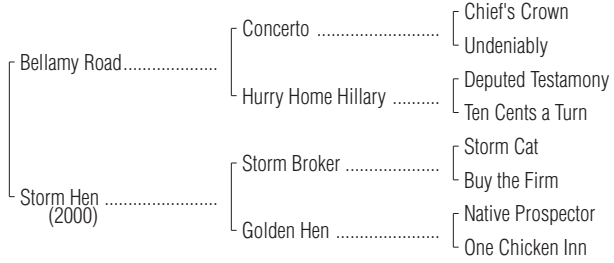 Chief's Crown
Concerto ..................
Undeniably
Bellamy Road....................
Deputed Testamony
Hurry Home Hillary ..........
Ten Cents a Turn
Storm Cat
Storm Broker ....................
Buy the Firm
Storm Hen ........................
(2000)
Native Prospector
Golden Hen ......................
One Chicken Inn